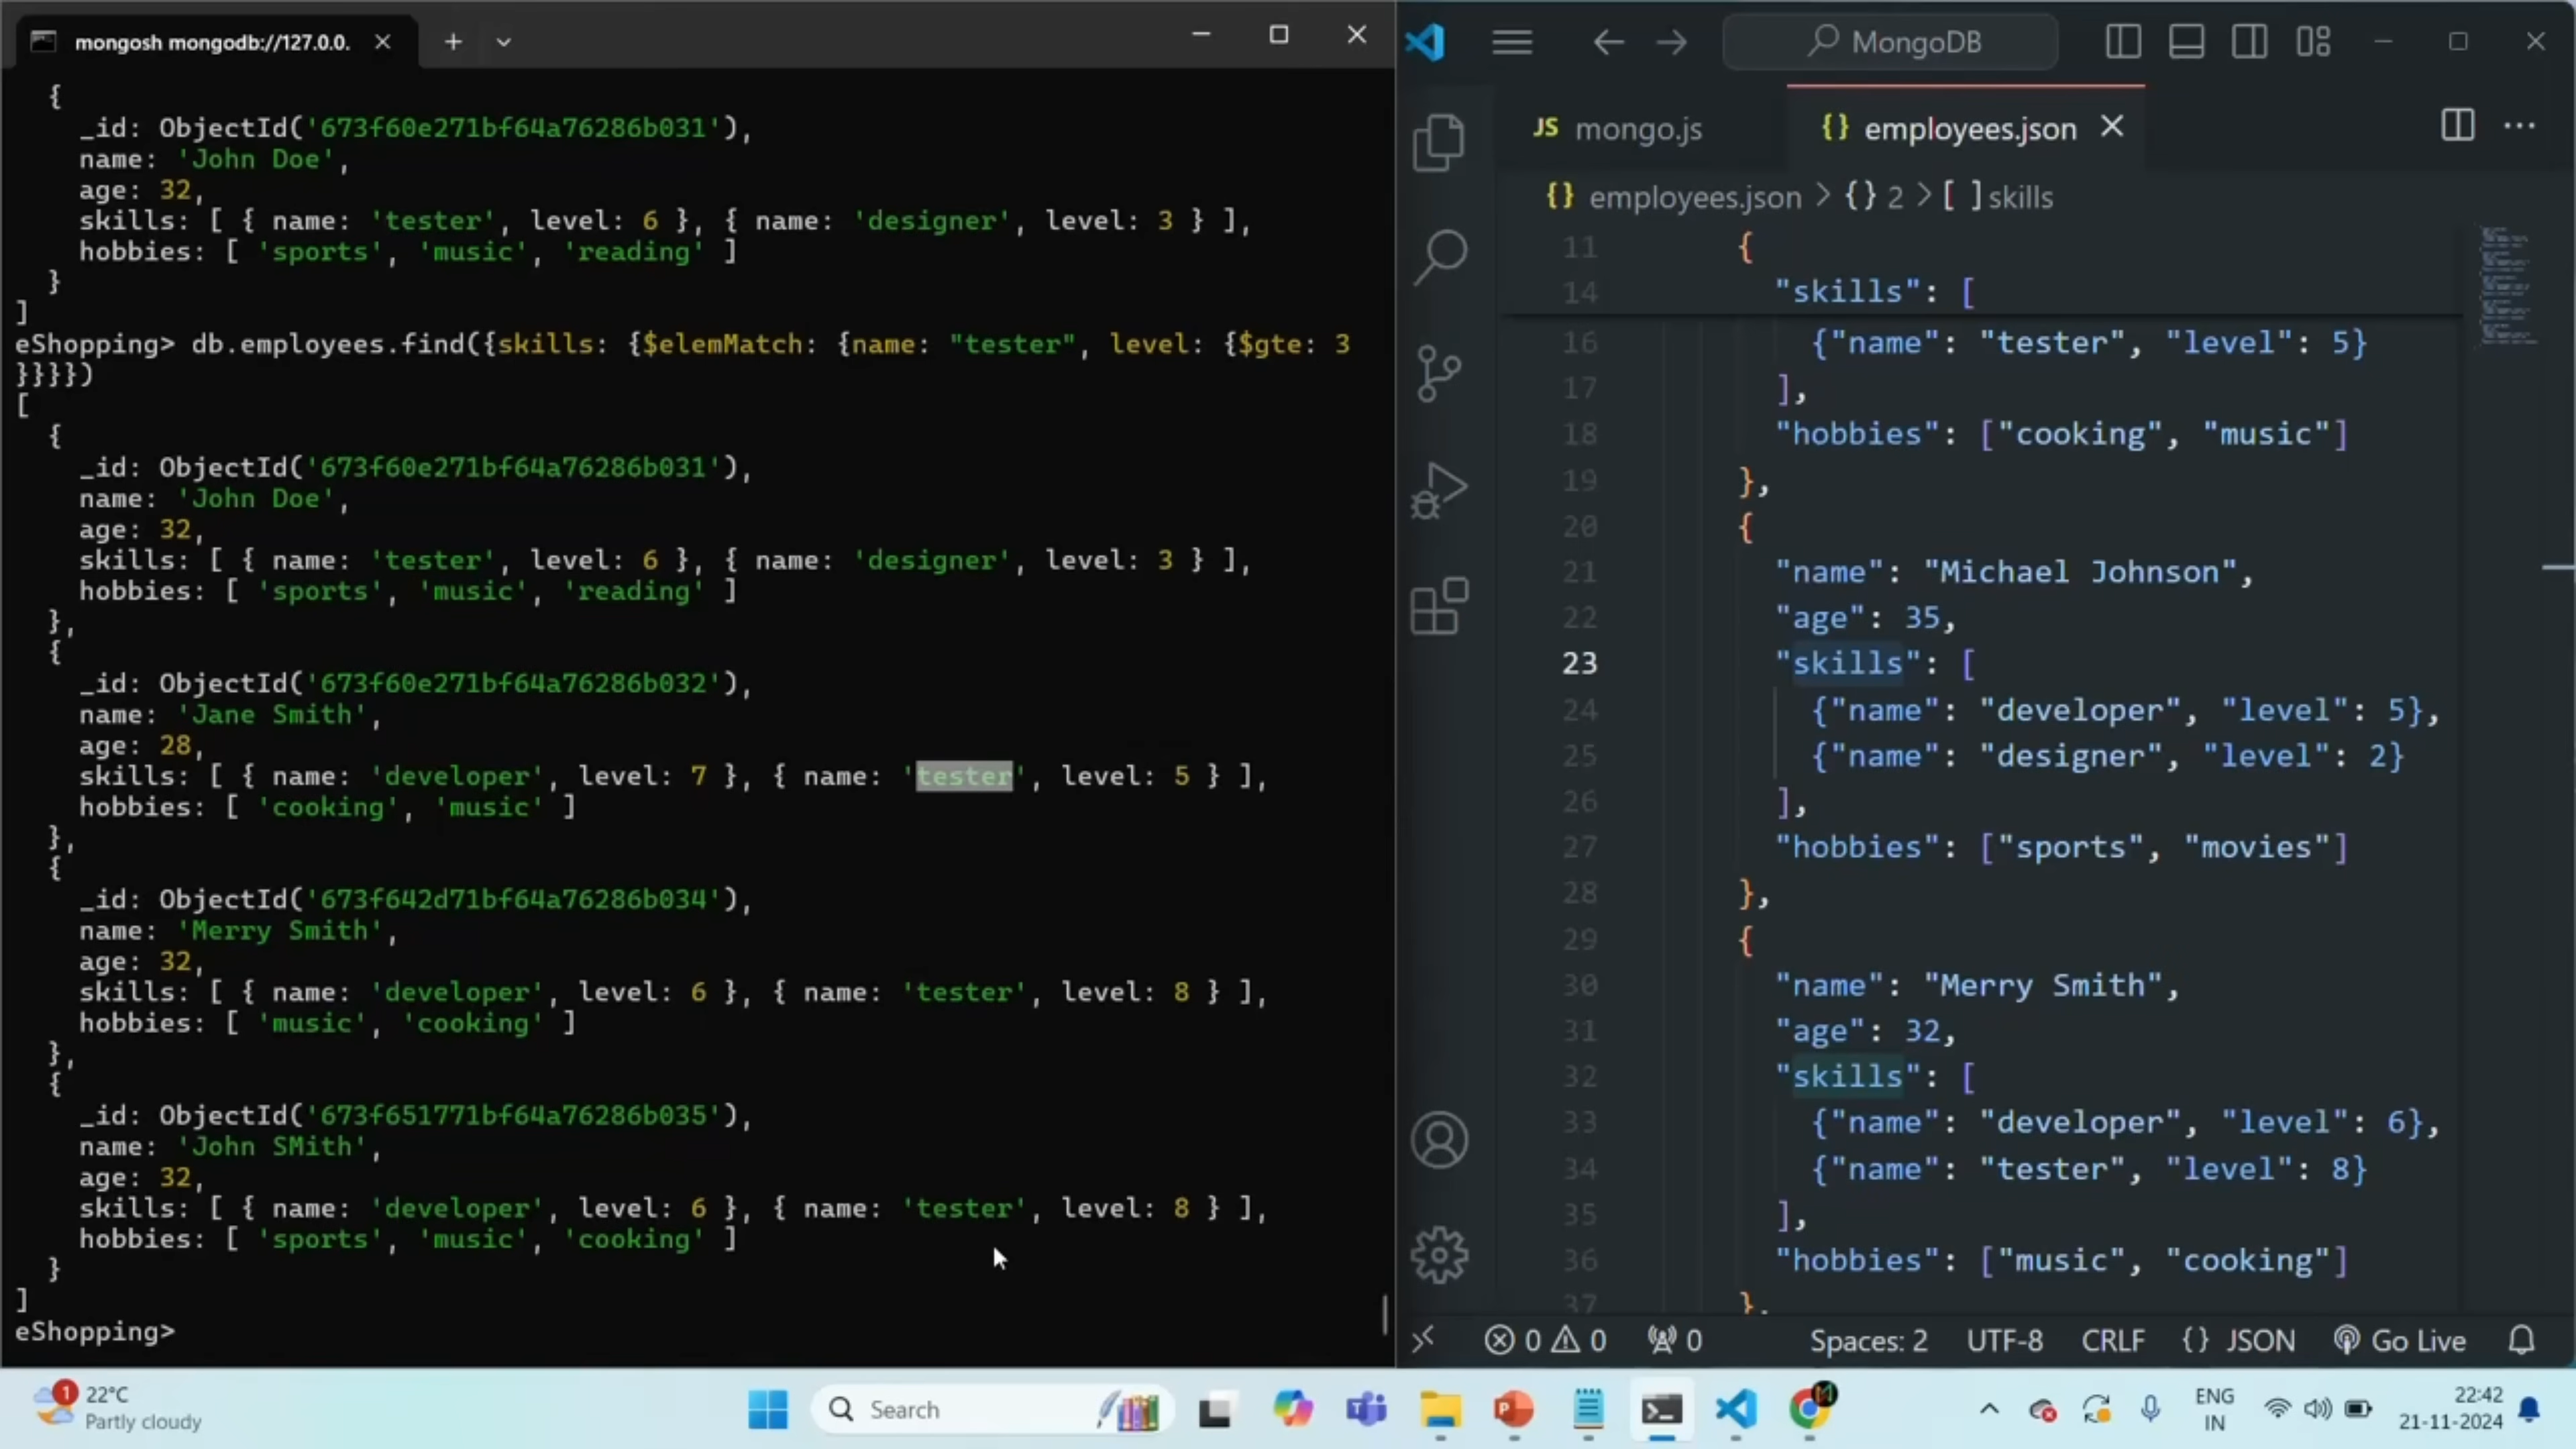 mongosh mongodb://127.0.0.
{
_id: ObjectId('673f60e271bf64a76286b031'),
name: 'John Doe',
age: 32,
skills: [ { name: 'tester', level: 6 }, { name: 'designer', level: 3 } ],
hobbies: [ 'sports', 'music', 'reading' ]
}
]
eShopping> db.employees.find({skills: {$elemMatch: {name: "tester", level: {$gte: 3
}}}})
[
{
_id: ObjectId('673f60e271bf64a76286b031'),
name: 'John Doe',
age: 32,
skills: [ { name: 'tester', level: 6 }, { name: 'designer', level: 3 } ],
hobbies: [ 'sports', 'music', 'reading' ]
},
{
_id: ObjectId('673f60e271bf64a76286b032'),
name: 'Jane Smith',
age: 28,
skills: [ { name: 'developer', level: 7 }, { name: 'tester', level: 5 } ],
hobbies: [ 'cooking', 'music' ]
},
{
_id: ObjectId('673f642d71bf64a76286b034'),
name: 'Merry Smith',
age: 32,
skills: [ { name: 'developer', level: 6 }, { name: 'tester', level: 8 } ],
hobbies: [ 'music', 'cooking' ]
},
{
_id: ObjectId('673f651771bf64a76286b035'),
name: 'John SMith',
age: 32,
skills: [ { name: 'developer', level: 6 }, { name: 'tester', level: 8 } ],
hobbies: [ 'sports', 'music', 'cooking' ]
}
]
eShopping>
MongoDB
JS mongo.js
{} employees.json
{} employees.json > {} 2 > [ ] skills
11 {
14 "skills": [
16 {"name": "tester", "level": 5}
17 ],
18 "hobbies": ["cooking", "music"]
19 },
20 {
21 "name": "Michael Johnson",
22 "age": 35,
23 "skills": [
24 {"name": "developer", "level": 5},
25 {"name": "designer", "level": 2}
26 ],
27 "hobbies": ["sports", "movies"]
28 },
29 {
30 "name": "Merry Smith",
31 "age": 32,
32 "skills": [
33 {"name": "developer", "level": 6},
34 {"name": "tester", "level": 8}
35 ],
36 "hobbies": ["music", "cooking"]
37 },
0 0 0 Spaces: 2 UTF-8 CRLF {} JSON Go Live
1 22°C
Partly cloudy
Search
ENG
IN
22:42
21-11-2024